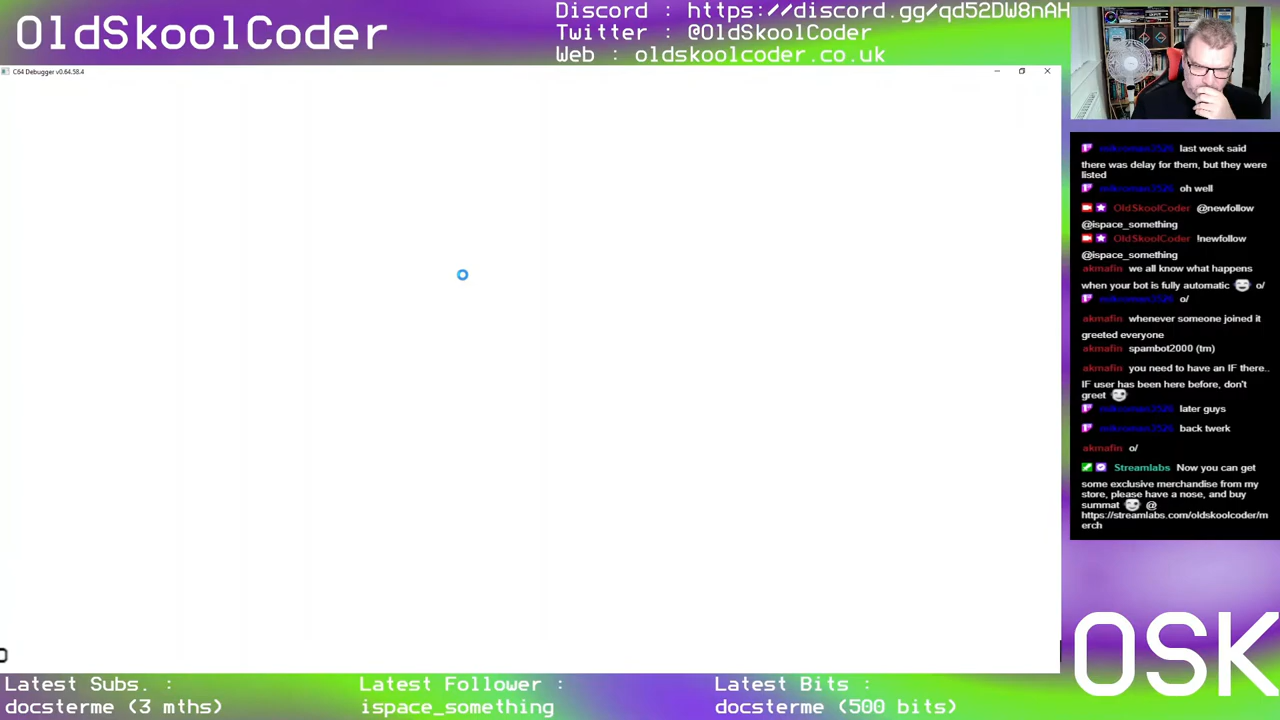 OldSkoolCoder
Discord : https://discord.gg/qd52DW8nAH
Twitter : @OldSkoolCoder
Web : oldskoolcoder.co.uk
C64 Debugger v0.64.58.4
last week said
there was delay for them, but they were
listed
oh well
OldSkoolCoder @newfollow
@ispace_something
OldSkoolCoder !newfollow
@ispace_something
akmafin we all know what happens
when your bot is fully automatic o/
o/
akmafin whenever someone joined it
greeted everyone
akmafin spambot2000 (tm)
akmafin you need to have an IF there..
IF user has been here before, don't
greet
later guys
back twerk
akmafin o/
Streamlabs Now you can get
some exclusive merchandise from my
store, please have a nose, and buy
summat @
https://streamlabs.com/oldskoolcoder/m
erch
OSK
Latest Subs. :
docsterme (3 mths)
Latest Follower :
ispace_something
Latest Bits :
docsterme (500 bits)